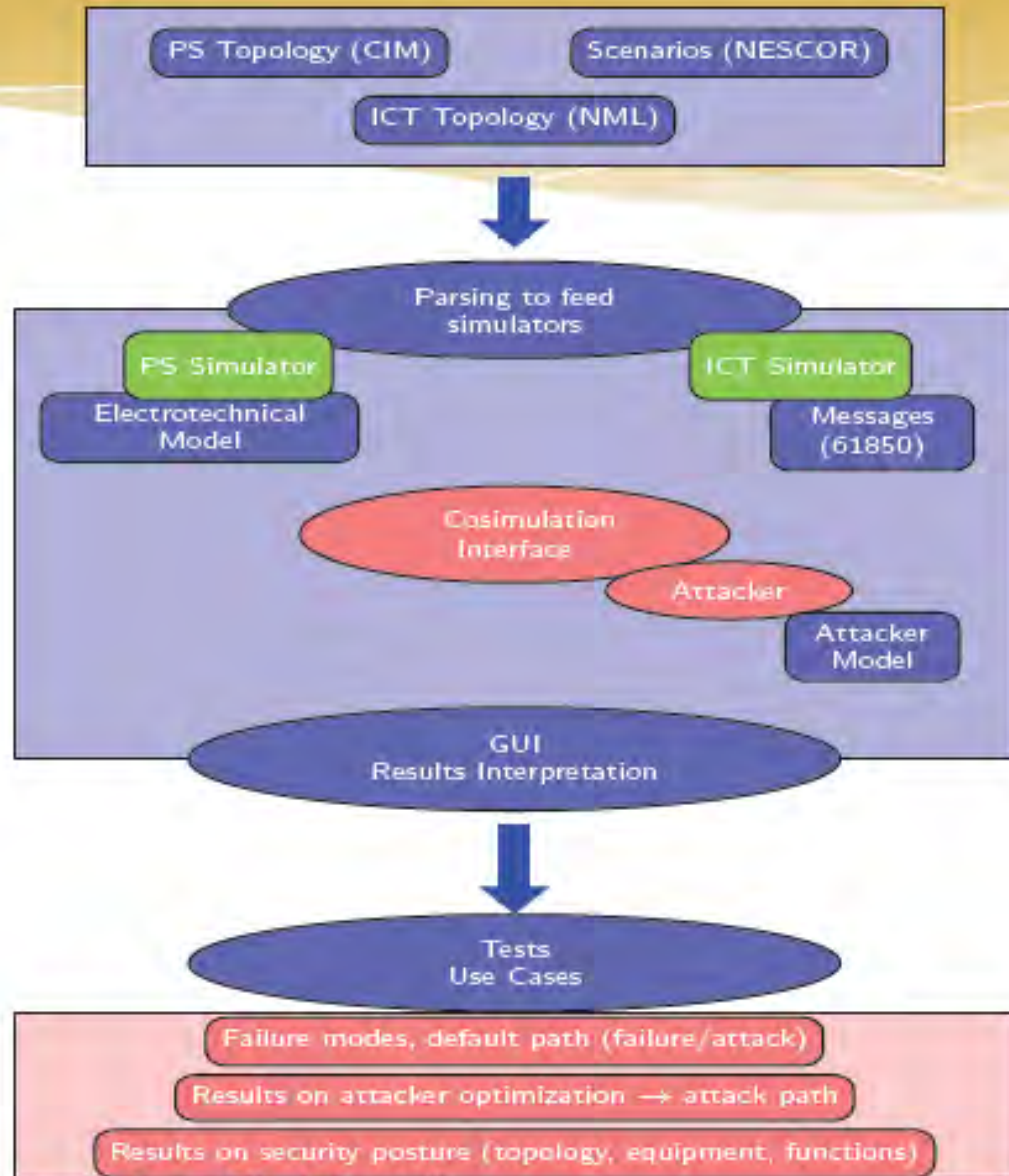 PS Topology (CIM)
Scenarios (NESCOR)
ICT Topology (NML)
Parsing to feed
simulators
PS Simulator
ICT Simulator
Electrotechnical
Model
Messages
(61850)
Cosimulation
Interface
Attacker
Attacker
Model
GUI
Results Interpretation
Tests
Use Cases
Failure modes, default path (failure/attack)
Results on attacker optimization → attack path
Results on security posture (topology, equipment, functions)